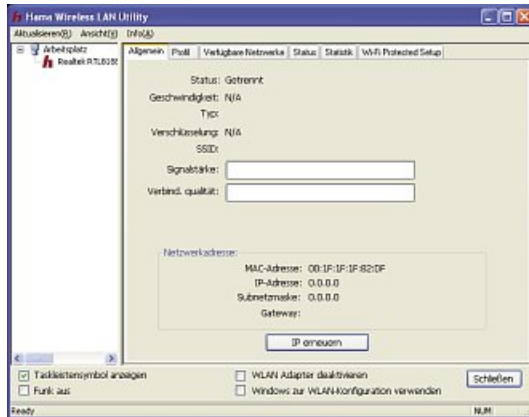 Hama Wireless LAN Utility
Aktualisieren(R) Ansicht(V) Info(A)
Arbeitsplatz
Realtek RTL818
Allgemein Profil Verfügbare Netzwerke Status Statistik Wi-Fi Protected Setup
Status: Getrennt
Geschwindigkeit: N/A
Typ:
Verschlüsselung: N/A
SSID:
Signalstärke:
Verbind. qualität:
Netzwerkadresse:
MAC-Adresse: 00:1F:1F:1F:82:DF
IP-Adresse: 0.0.0.0
Subnetzmaske: 0.0.0.0
Gateway:
IP erneuern
Taskleistensymbol anzeigen
WLAN Adapter deaktivieren
Funk aus
Windows zur WLAN-Konfiguration verwenden
Schließen
Ready NUM